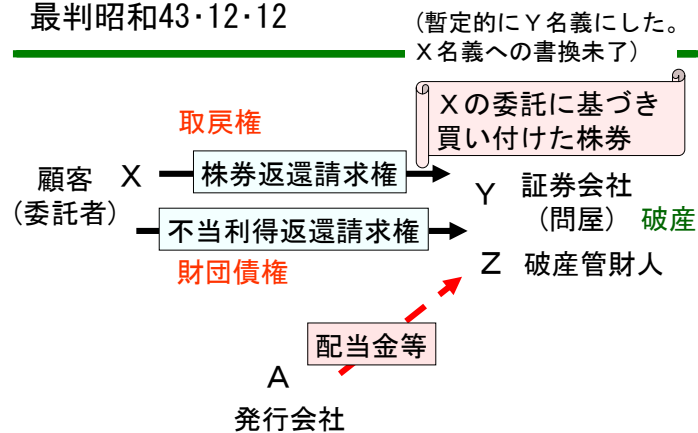 最判昭和43・12・12
(暫定的にＹ名義にした。
Ｘ名義への書換未了）
Ｘの委託に基づき
買い付けた株券
取戻権
顧客　Ｘ
（委託者）
株券返還請求権
Ｙ　証券会社
（問屋）　破産
不当利得返還請求権
財団債権
Ｚ　破産管財人
配当金等
Ａ
発行会社